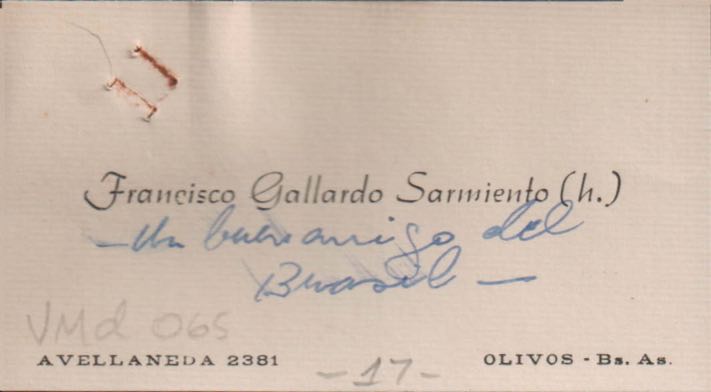 Francisco Gallardo Sarmiento (h.)
- Un buen amigo del
Brasil -
VMd 065
AVELLANEDA 2381
- 17 -
OLIVOS - Bs. As.